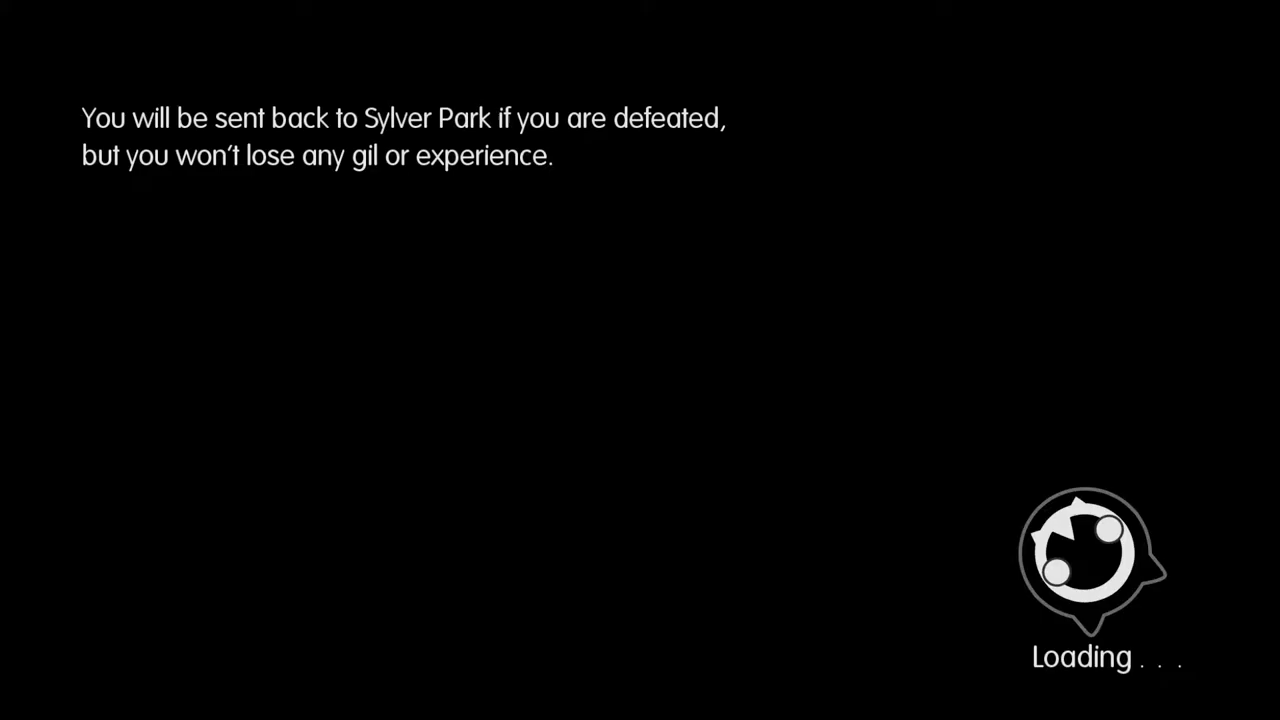 You will be sent back to Sylver Park if you are defeated,
but you won't lose any gil or experience.
Loading . . .